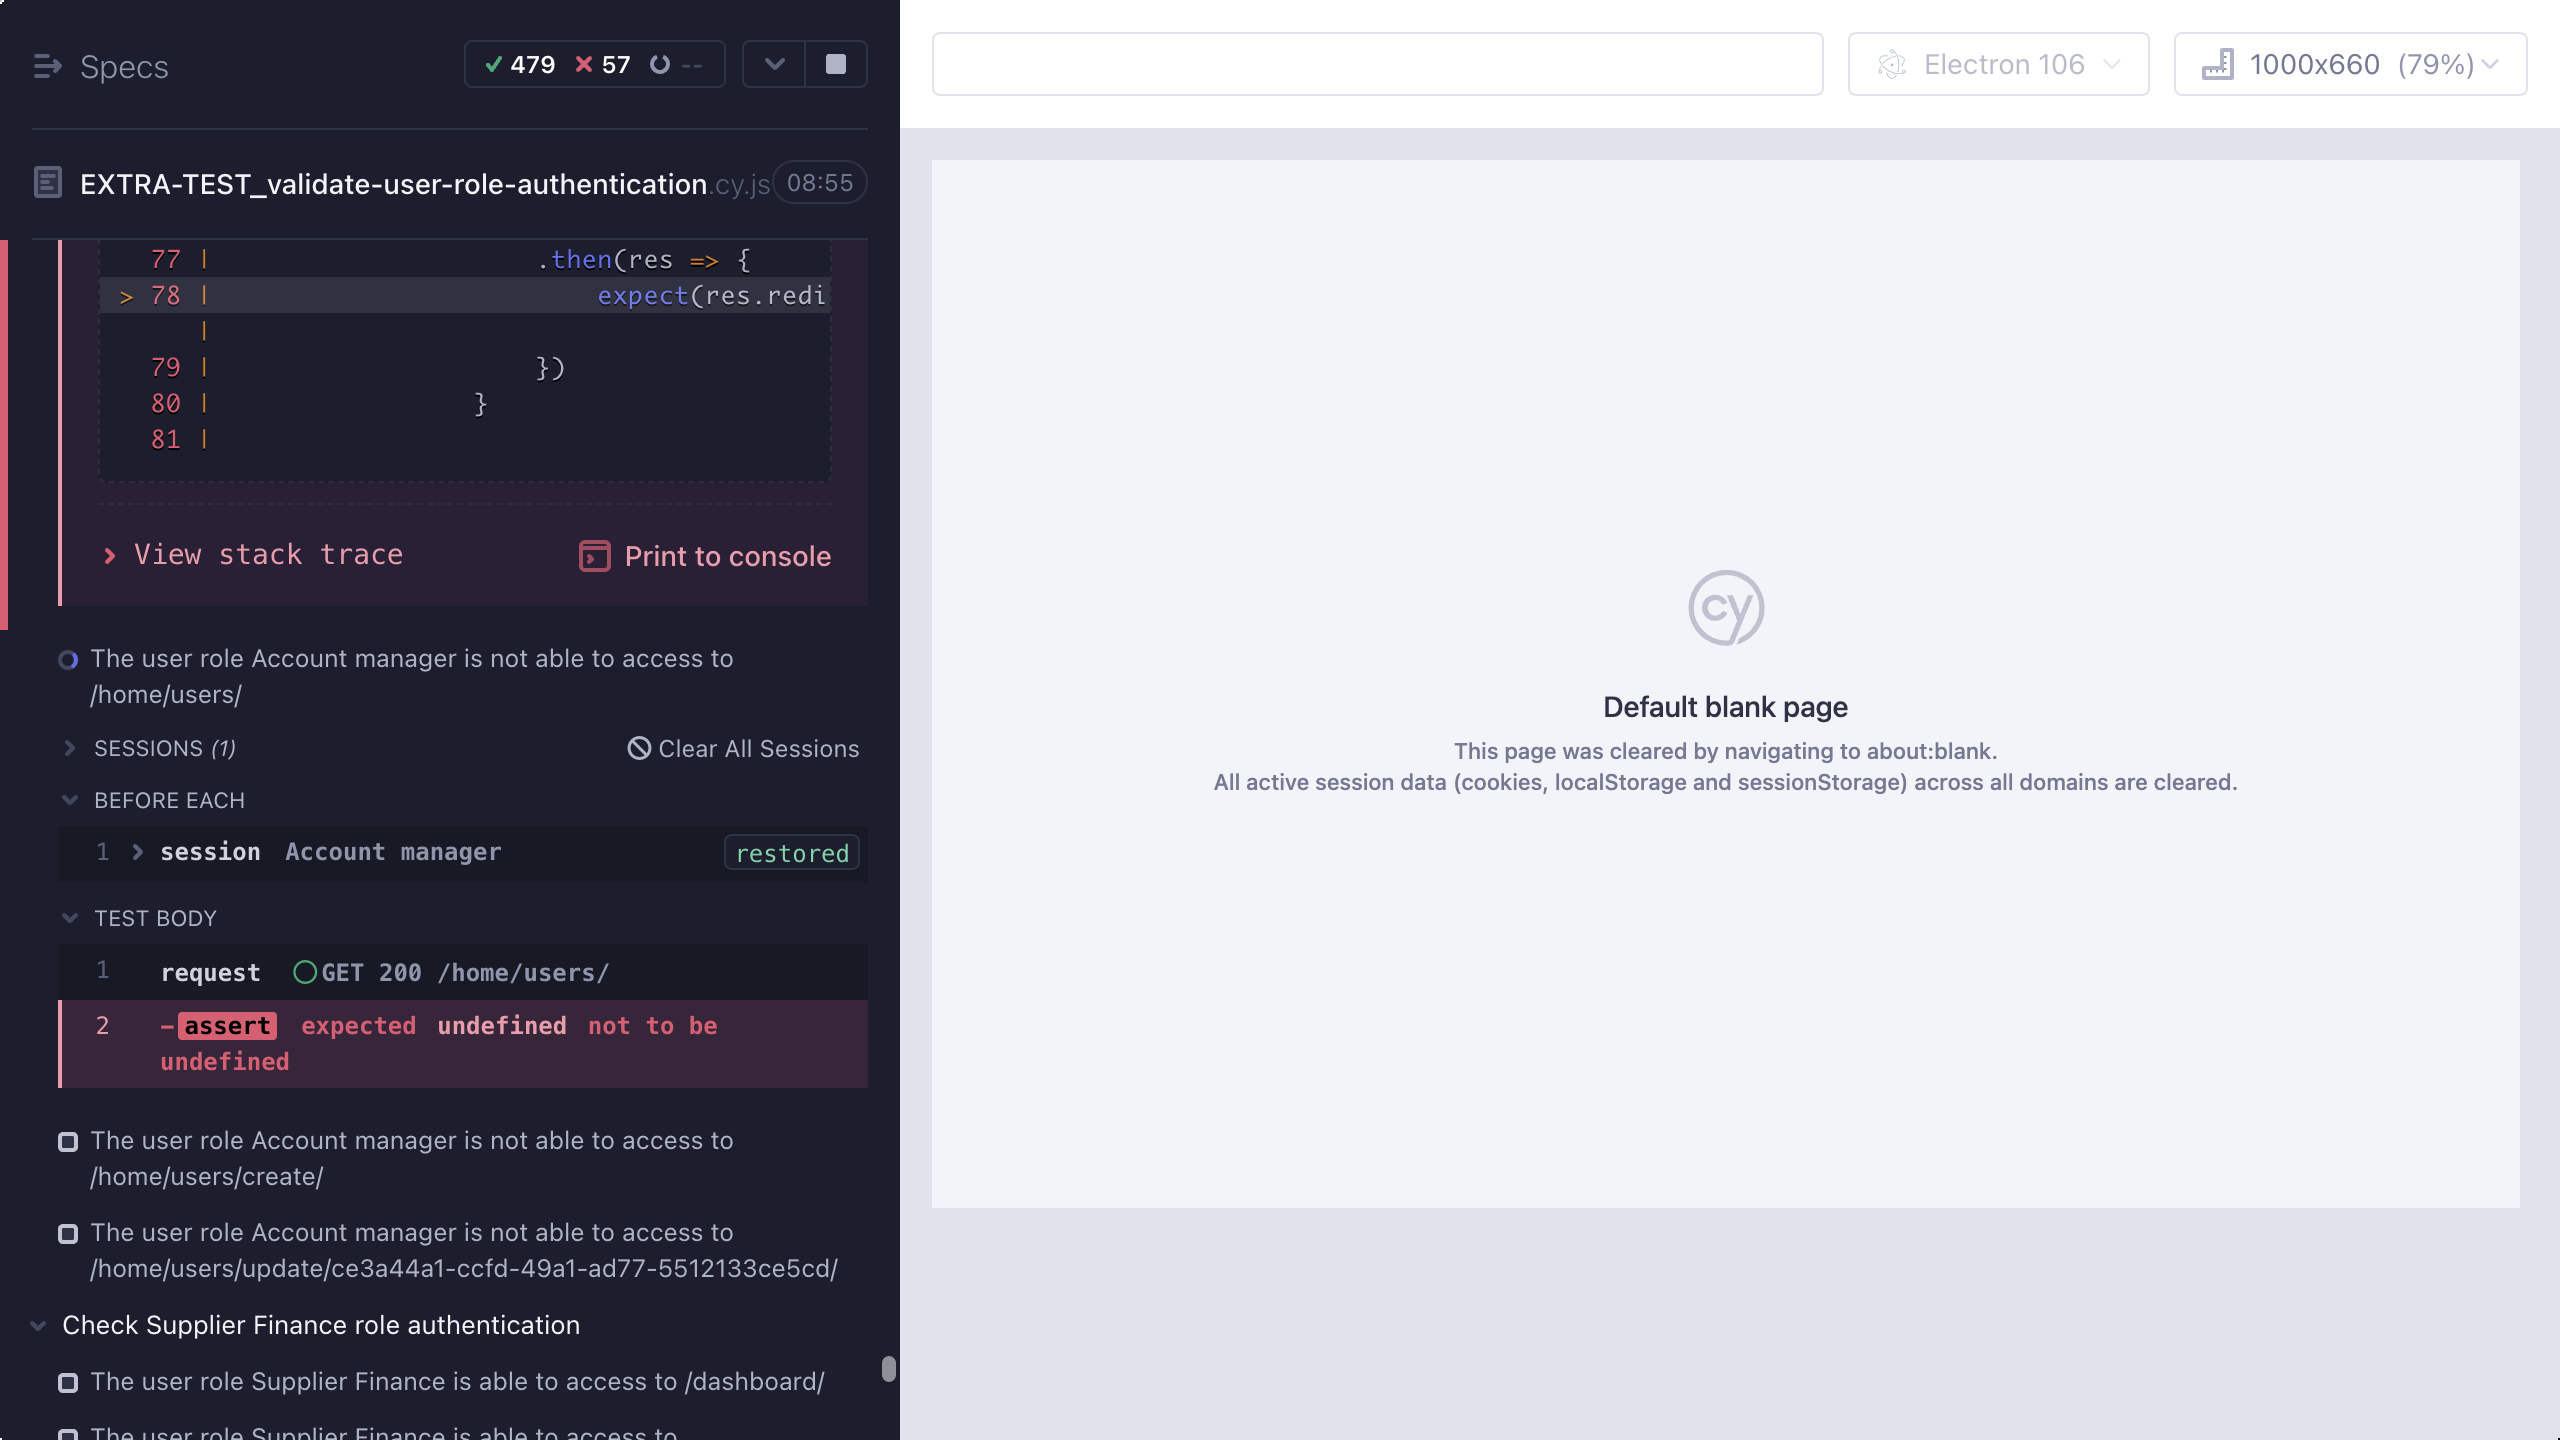 Specs
479 57 --
EXTRA-TEST_validate-user-role-authentication.cy.js 08:55
77 | .then(res => {
> 78 | expect(res.redi
|
79 | })
80 | }
81 |
View stack trace
Print to console
The user role Account manager is not able to access to
/home/users/
SESSIONS (1)
Clear All Sessions
BEFORE EACH
1 session Account manager restored
TEST BODY
1 request GET 200 /home/users/
2 -assert expected undefined not to be
undefined
The user role Account manager is not able to access to
/home/users/create/
The user role Account manager is not able to access to
/home/users/update/ce3a44a1-ccfd-49a1-ad77-5512133ce5cd/
Check Supplier Finance role authentication
The user role Supplier Finance is able to access to /dashboard/
The user role Supplier Finance is able to access to
Electron 106
1000x660 (79%)
cy
Default blank page
This page was cleared by navigating to about:blank.
All active session data (cookies, localStorage and sessionStorage) across all domains are cleared.